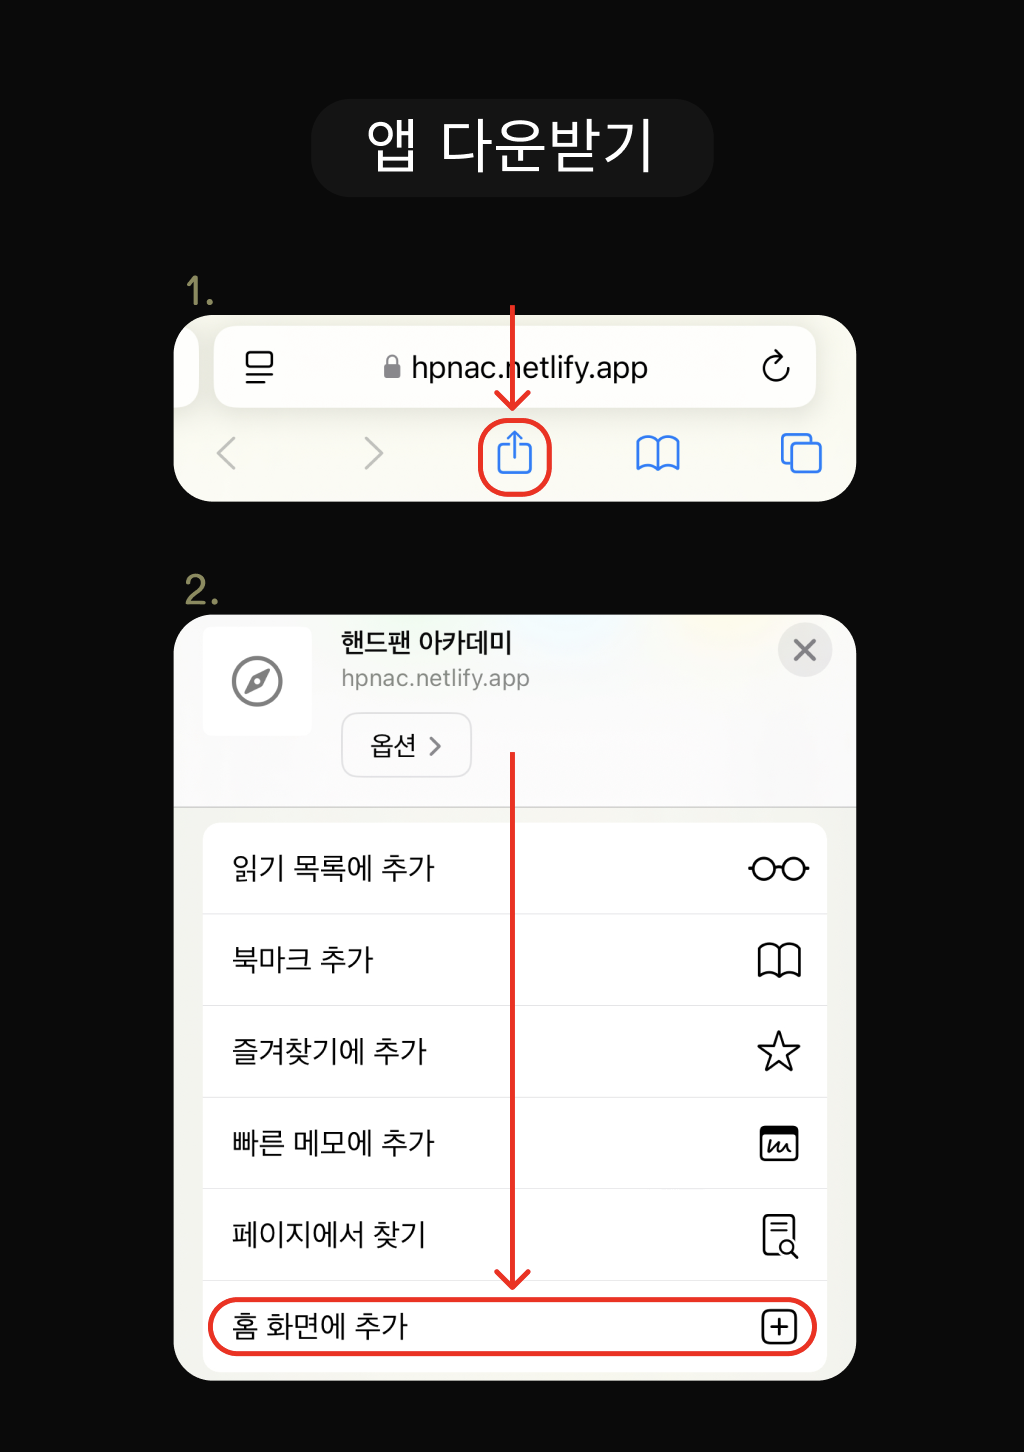 앱 다운받기
1.
hpnac.netlify.app
2.
핸드팬 아카데미
hpnac.netlify.app
옵션
읽기 목록에 추가
북마크 추가
즐겨찾기에 추가
빠른 메모에 추가
페이지에서 찾기
홈 화면에 추가